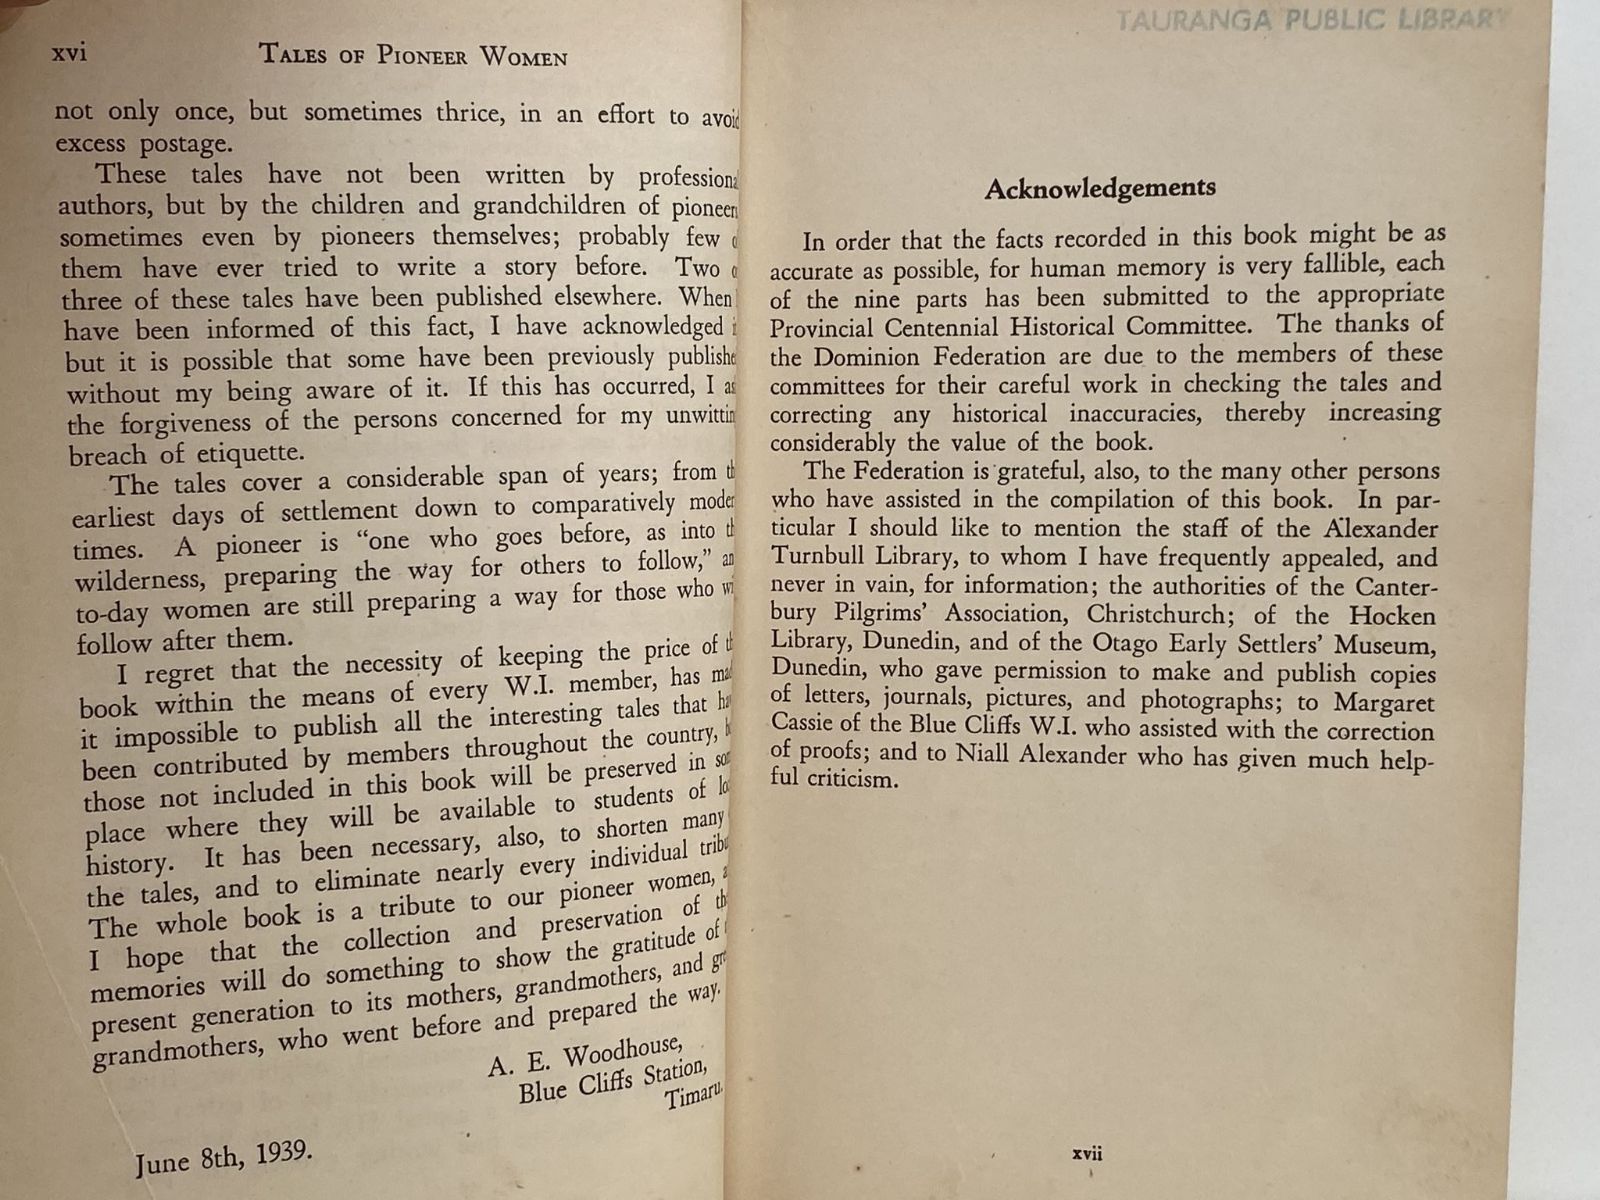 xvi
TALES OF PIONEER WOMEN
not only once, but sometimes thrice, in an effort to avoid
excess postage.
These tales have not been written by professiona
authors, but by the children and grandchildren of pioneer
sometimes even by pioneers themselves; probably few
them have ever tried to write a story before. Two
three of these tales have been published elsewhere. When
have been informed of this fact, I have acknowledged
but it is possible that some have been previously publishe
without my being aware of it. If this has occurred, I as
the forgiveness of the persons concerned for my unwittin
breach of etiquette.
The tales cover a considerable span of years; from th
earliest days of settlement down to comparatively moder
times. A pioneer is “one who goes before, as into th
wilderness, preparing the way for others to follow,” an
to-day women are still preparing a way for those who wi
follow after them.
I regret that the necessity of keeping the price of th
book within the means of every W.I. member, has mad
it impossible to publish all the interesting tales that hav
been contributed by members throughout the country, b
those not included in this book will be preserved in som
place where they will be available to students of loc
history. It has been necessary, also, to shorten many
the tales, and to eliminate nearly every individual tribu
The whole book is a tribute to our pioneer women, a
I hope that the collection and preservation of the
memories will do something to show the gratitude of t
present generation to its mothers, grandmothers, and gre
grandmothers, who went before and prepared the way.
A. E. Woodhouse,
Blue Cliffs Station,
Timaru.
June 8th, 1939.
TAURANGA PUBLIC LIBRARY
Acknowledgements
In order that the facts recorded in this book might be as
accurate as possible, for human memory is very fallible, each
of the nine parts has been submitted to the appropriate
Provincial Centennial Historical Committee. The thanks of
the Dominion Federation are due to the members of these
committees for their careful work in checking the tales and
correcting any historical inaccuracies, thereby increasing
considerably the value of the book.
The Federation is grateful, also, to the many other persons
who have assisted in the compilation of this book. In par-
ticular I should like to mention the staff of the Alexander
Turnbull Library, to whom I have frequently appealed, and
never in vain, for information; the authorities of the Canter-
bury Pilgrims’ Association, Christchurch; of the Hocken
Library, Dunedin, and of the Otago Early Settlers’ Museum,
Dunedin, who gave permission to make and publish copies
of letters, journals, pictures, and photographs; to Margaret
Cassie of the Blue Cliffs W.I. who assisted with the correction
of proofs; and to Niall Alexander who has given much help-
ful criticism.
xvii